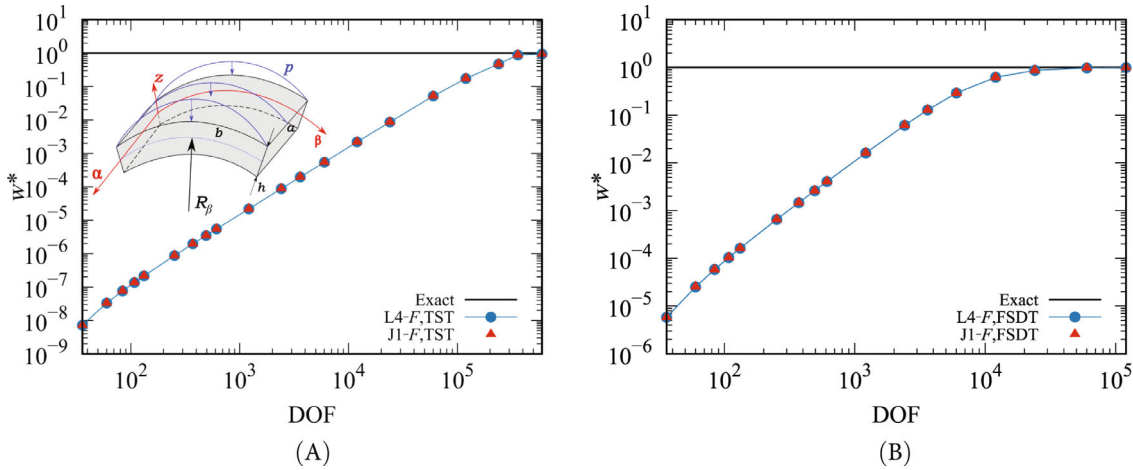 10^1
10^0
10^-1
10^-2
10^-3
10^-4
10^-5
10^-6
10^-7
10^-8
10^-9
w*
z
p
b
a
β
α
h
R_β
Exact
L4-F,TST
J1-F,TST
10^2 10^3 10^4 10^5
DOF
(A)
10^1
10^0
10^-1
10^-2
10^-3
10^-4
10^-5
10^-6
w*
Exact
L4-F,FSDT
J1-F,FSDT
10^2 10^3 10^4 10^5
DOF
(B)